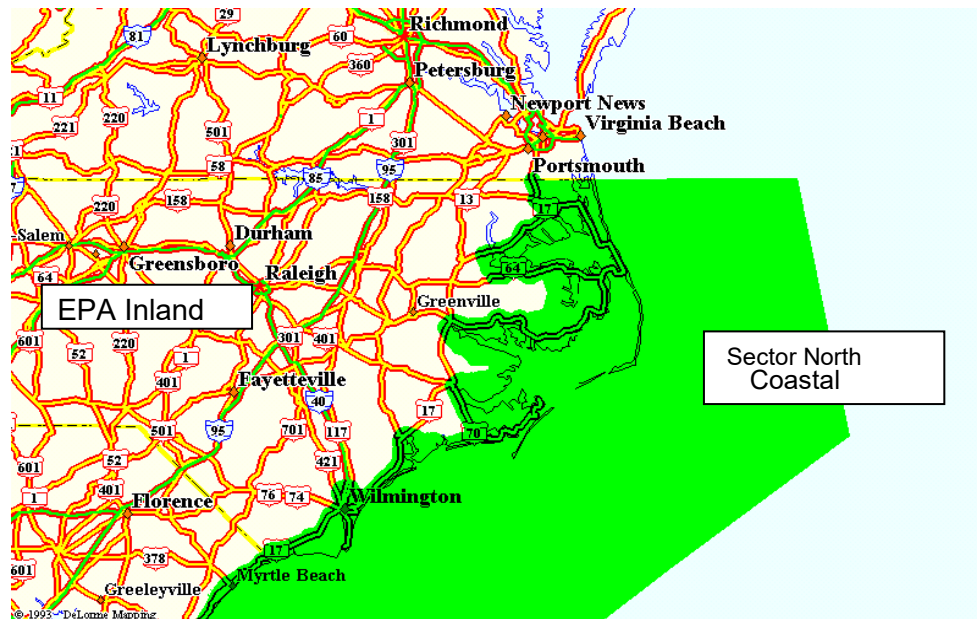 29
Richmond
81
60
Lynchburg
360
Petersburg
11
220
Newport News
221
501
1
301
Virginia Beach
58
95
Portsmouth
85
220
158
158
13
17
Salem
Durham
Greensboro
64
Raleigh
64
EPA Inland
Greenville
601
52
220
1
301
401
Sector North
Coastal
401
Fayetteville
40
17
501
95
701
117
70
601
52
421
1
401
76
74
Wilmington
Florence
17
378
601
Myrtle Beach
Greeleyville
© 1993 DeLorme Mapping